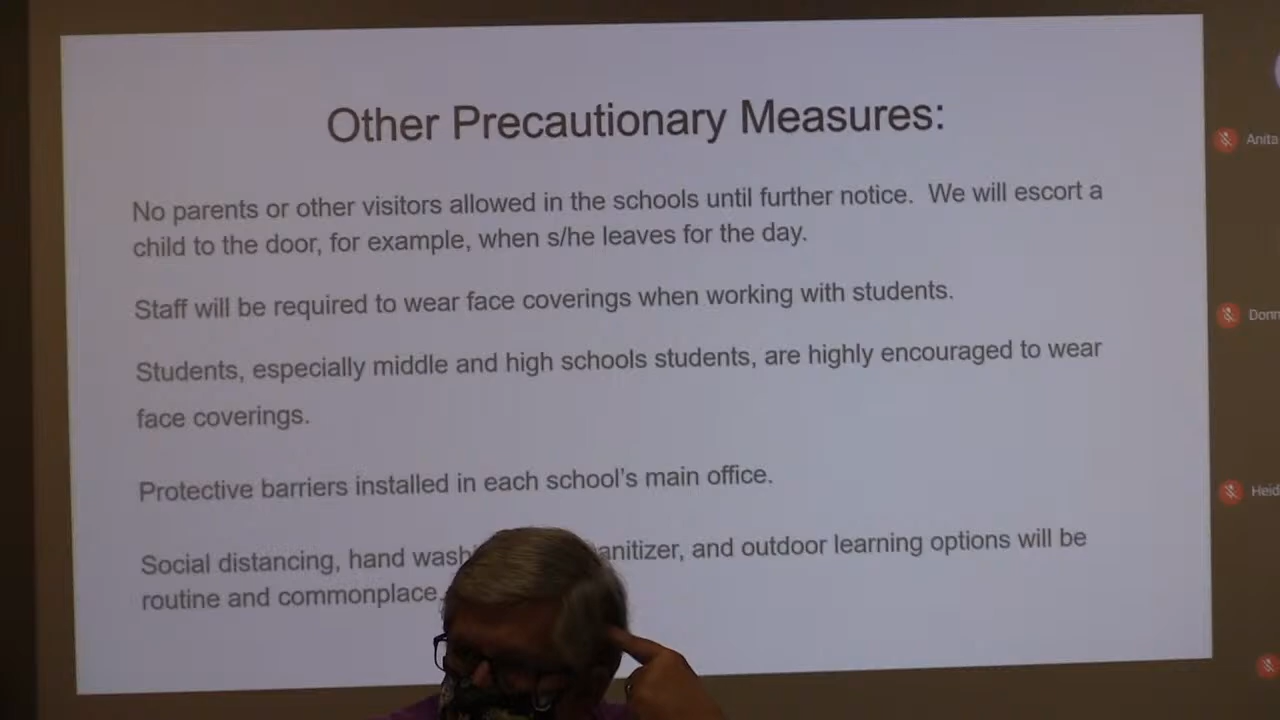 Other Precautionary Measures:
No parents or other visitors allowed in the schools until further notice. We will escort a
child to the door, for example, when s/he leaves for the day.
Staff will be required to wear face coverings when working with students.
Students, especially middle and high schools students, are highly encouraged to wear
face coverings.
Protective barriers installed in each school's main office.
Social distancing, hand and outdoor learning options will be
routine and commonplace.
Anita